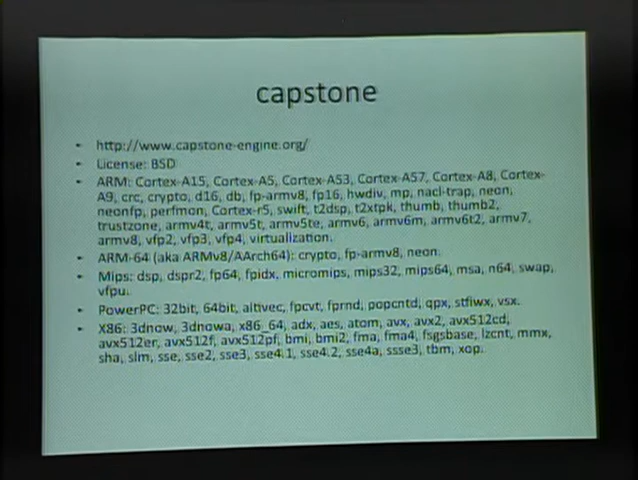 capstone
• http://www.capstone-engine.org/
• License: BSD
• ARM: Cortex-A15, Cortex-A5, Cortex-A53, Cortex-A57, Cortex-A8, Cortex-
A9, crc, crypto, d16, db, fp-armv8, fp16, hwdiv, mp, nacl-trap, neon,
neonfp, perfmon, Cortex-r5, swift, t2dsp, t2xtpk, thumb, thumb2,
trustzone, armv4t, armv5t, armv5te, armv6, armv6m, armv6t2, armv7,
armv8, vfp2, vfp3, vfp4, virtualization.
• ARM-64 (aka ARMv8/AArch64): crypto, fp-armv8, neon.
• Mips: dsp, dspr2, fp64, fpidx, micromips, mips32, mips64, msa, n64, swap,
vfpu.
• PowerPC: 32bit, 64bit, altivec, fpcvt, fprnd, popcntd, qpx, stfiwx, vsx.
• X86: 3dnow, 3dnowa, x86_64, adx, aes, atom, avx, avx2, avx512cd,
avx512er, avx512f, avx512pf, bmi, bmi2, fma, fma4, fsgsbase, lzcnt, mmx,
sha, slm, sse, sse2, sse3, sse4.1, sse4.2, sse4a, ssse3, tbm, xop.